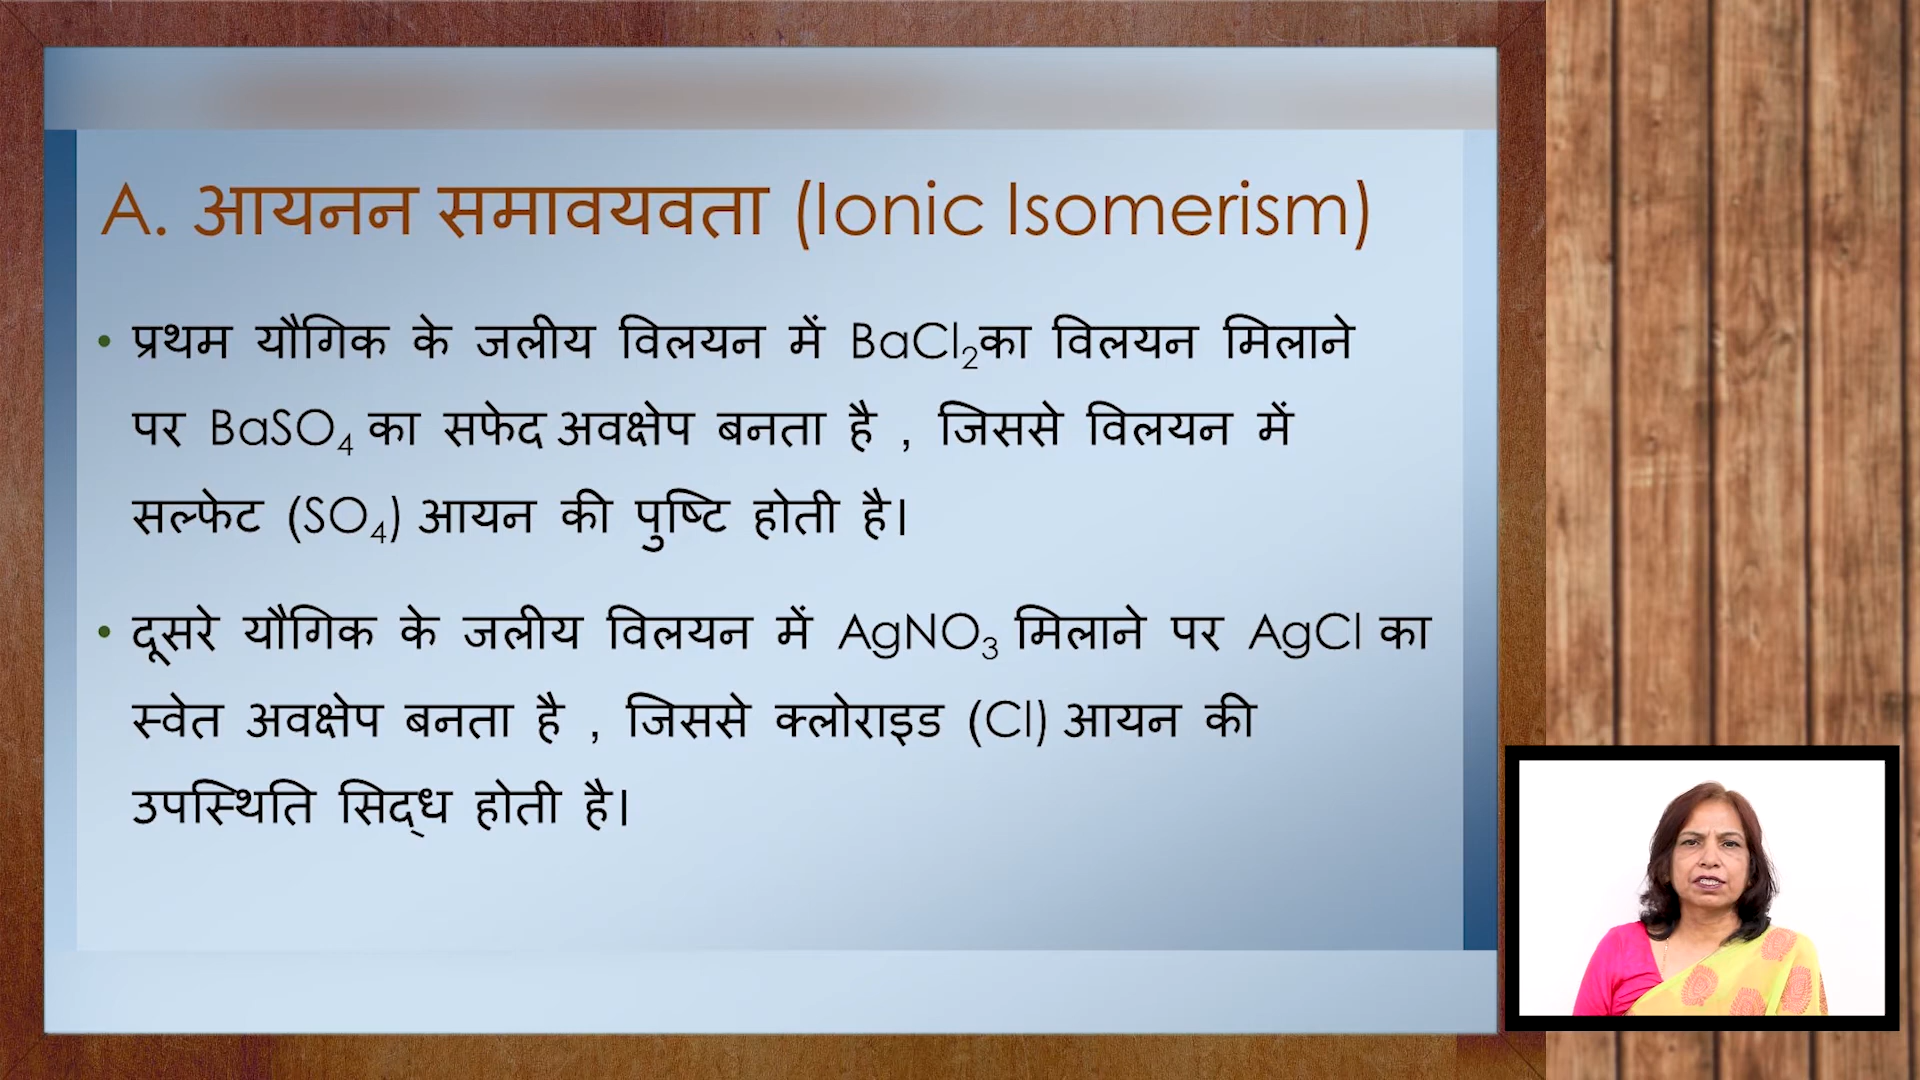 A. आयनन समावयवता (Ionic Isomerism)
• प्रथम यौगिक के जलीय विलयन में BaCl₂का विलयन मिलाने
पर BaSO₄ का सफेद अवक्षेप बनता है , जिससे विलयन में
सल्फेट (SO₄) आयन की पुष्टि होती है।
• दूसरे यौगिक के जलीय विलयन में AgNO₃ मिलाने पर AgCl का
स्वेत अवक्षेप बनता है , जिससे क्लोराइड (Cl) आयन की
उपस्थिति सिद्ध होती है।